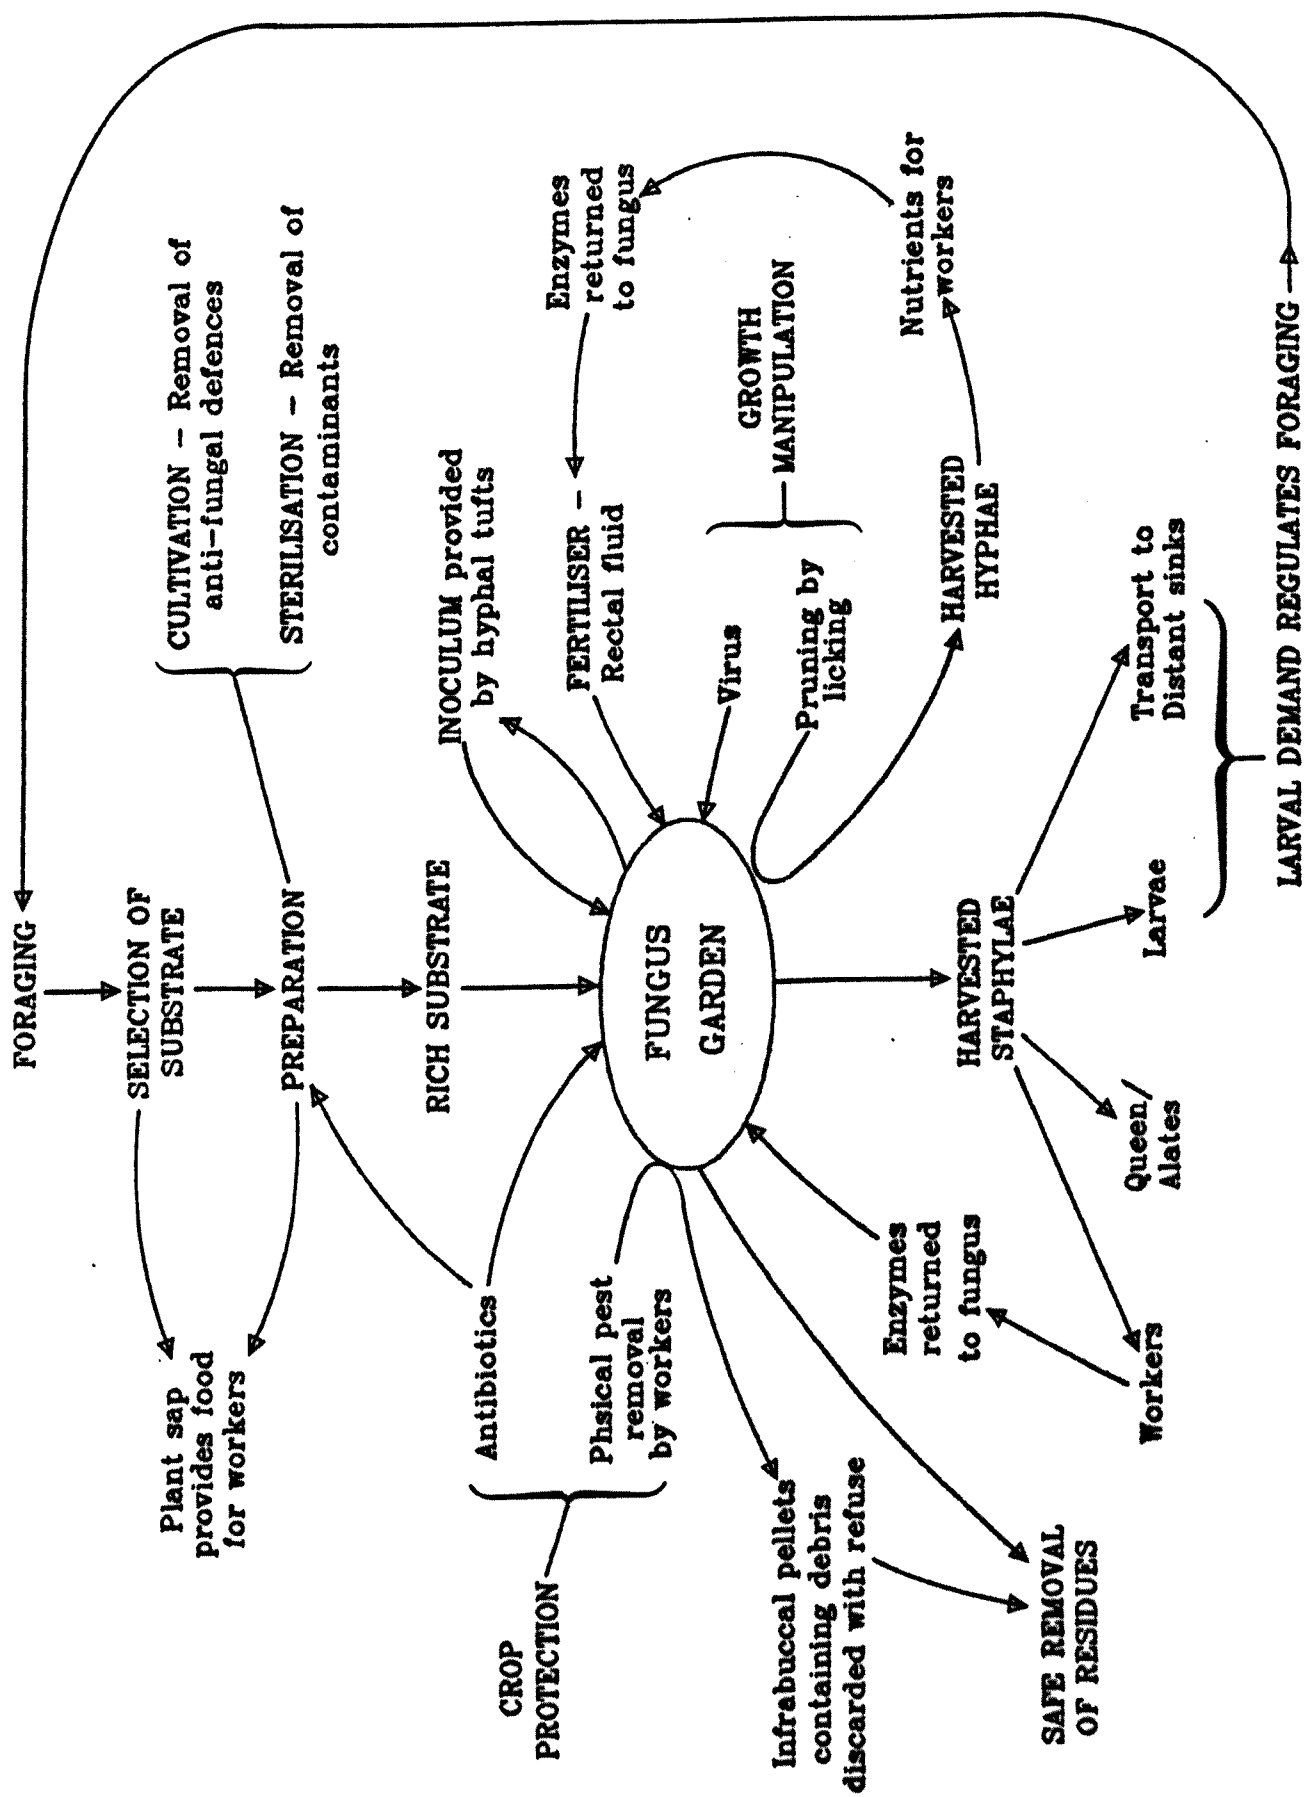 FORAGING
SELECTION OF
SUBSTRATE
Plant sap
provides food
for workers
PREPARATION
CULTIVATION – Removal of
anti-fungal defences
STERILISATION – Removal of
contaminants
RICH SUBSTRATE
INOCULUM provided
by hyphal tufts
Enzymes
returned
to fungus
FERTILISER –
Rectal fluid
Antibiotics
Phsical pest
removal
by workers
CROP
PROTECTION
FUNGUS
GARDEN
Virus
GROWTH
MANIPULATION
Pruning by
licking
Nutrients for
workers
HARVESTED
HYPHAE
Infrabuccal pellets
containing debris
discarded with refuse
Enzymes
returned
to fungus
HARVESTED
STAPHYLAE
SAFE REMOVAL
OF RESIDUES
Workers
Queen/
Alates
Larvae
Transport to
Distant sinks
LARVAL DEMAND REGULATES FORAGING